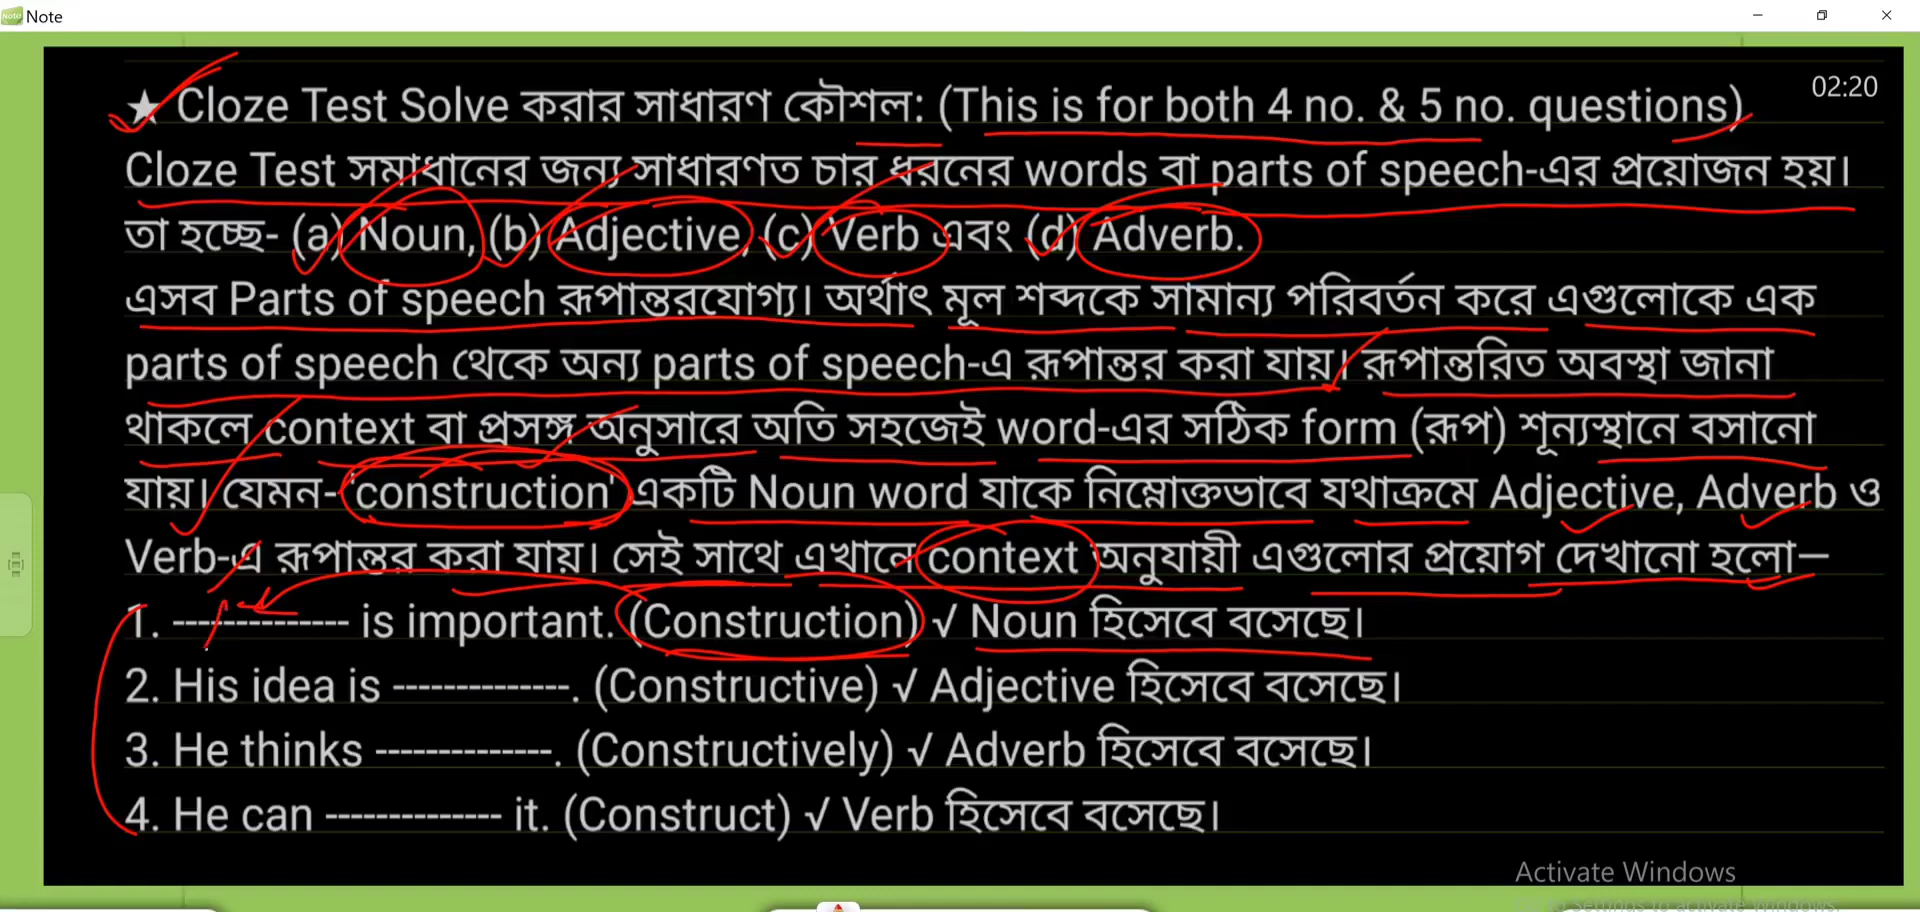 Note
02:20
★ Cloze Test Solve করার সাধারণ কৌশল: (This is for both 4 no. & 5 no. questions)
Cloze Test সমাধানের জন্য সাধারণত চার ধরনের words বা parts of speech-এর প্রয়োজন হয়।
তা হচ্ছে- (a) Noun, (b) Adjective, (c) Verb এবং (d) Adverb.
এসব Parts of speech রূপান্তরযোগ্য। অর্থাৎ মূল শব্দকে সামান্য পরিবর্তন করে এগুলোকে এক
parts of speech থেকে অন্য parts of speech-এ রূপান্তর করা যায়। রূপান্তরিত অবস্থা জানা
থাকলে context বা প্রসঙ্গ অনুসারে অতি সহজেই word-এর সঠিক form (রূপ) শূন্যস্থানে বসানো
যায়। যেমন- 'construction' একটি Noun word যাকে নিম্নোক্তভাবে যথাক্রমে Adjective, Adverb ও
Verb-এ রূপান্তর করা যায়। সেই সাথে এখানে context অনুযায়ী এগুলোর প্রয়োগ দেখানো হলো—
1. -------------- is important. (Construction) √ Noun হিসেবে বসেছে।
2. His idea is --------------. (Constructive) √ Adjective হিসেবে বসেছে।
3. He thinks --------------. (Constructively) √ Adverb হিসেবে বসেছে।
4. He can -------------- it. (Construct) √ Verb হিসেবে বসেছে।
Activate Windows
Settings to activate Windows.